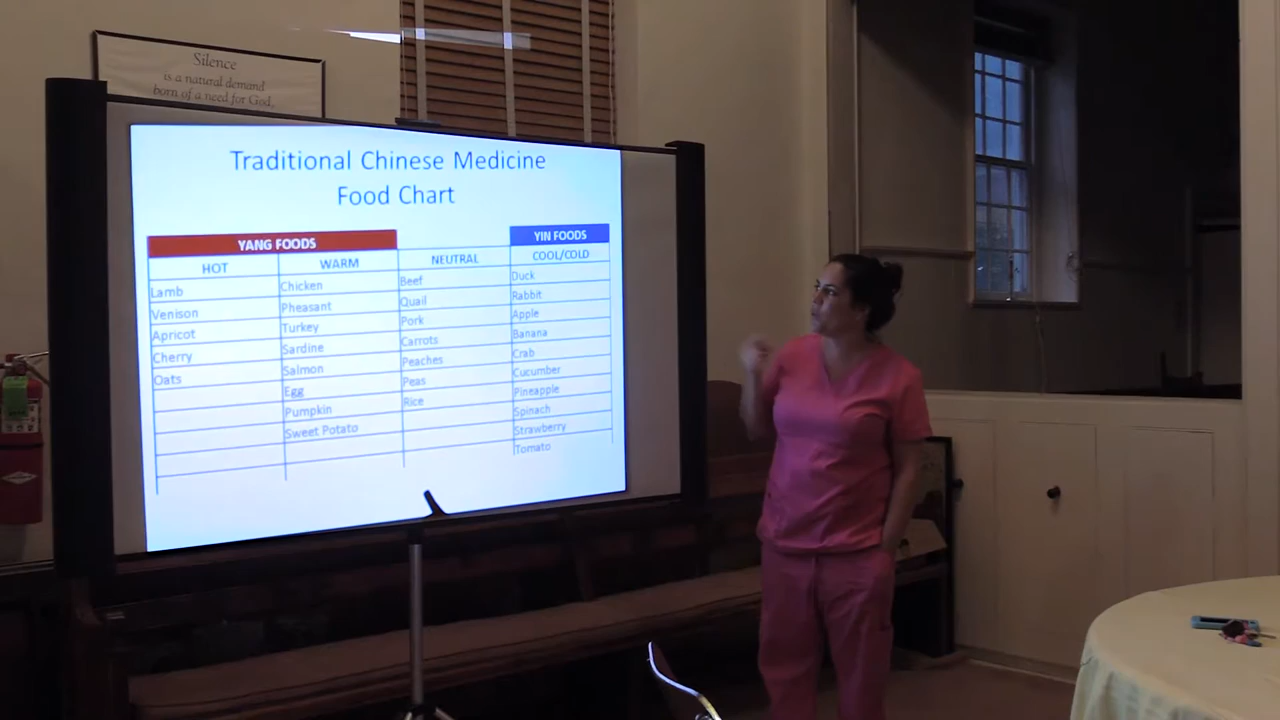 Silence
is a natural demand
born of a need for God,
Traditional Chinese Medicine
Food Chart
YANG FOODS YIN FOODS
HOT WARM NEUTRAL COOL/COLD
Lamb Chicken Beef Duck
Venison Pheasant Quail Rabbit
Apricot Turkey Pork Apple
Cherry Sardine Carrots Banana
Oats Salmon Peaches Crab
Egg Peas Cucumber
Pumpkin Rice Pineapple
Sweet Potato Spinach
Strawberry
Tomato